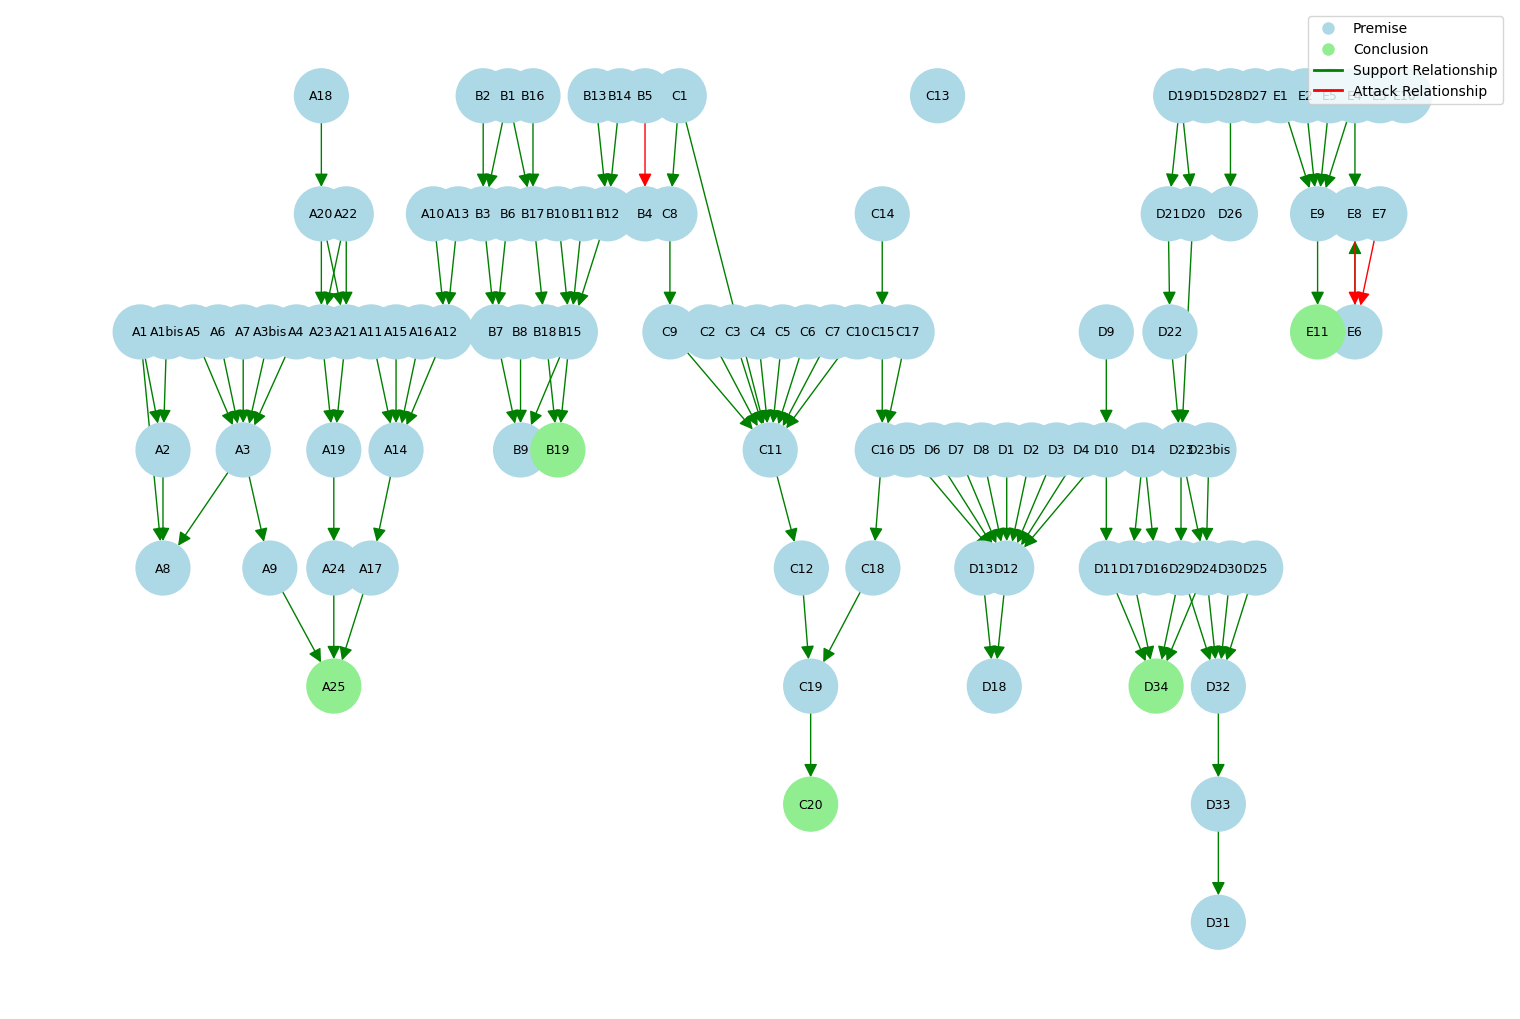 Premise
Conclusion
Support Relationship
Attack Relationship
A18 B2 B1 B16 B13 B14 B5 C1 C13 D19 D15 D28 D27 E1 E2 E5
A20 A22 A10 A13 B3 B6 B17 B10 B11 B12 B4 C8 C14 D21 D20 D26 E9 E8 E7
A1 A1bis A5 A6 A7 A3bis A4 A23 A21 A11 A15 A16 A12 B7 B8 B18 B15 C9 C2 C3 C4 C5 C6 C7 C10 C15 C17 D9 D22 E11 E6
A2 A3 A19 A14 B9 B19 C11 C16 D5 D6 D7 D8 D1 D2 D3 D4 D10 D14 D23 D23bis
A8 A9 A24 A17 C12 C18 D13 D12 D11 D17 D16 D29 D24 D30 D25
A25 C19 D18 D34 D32
C20 D33
D31